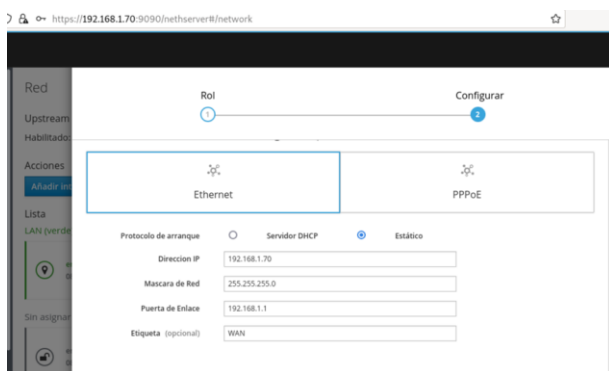 https://192.168.1.70:9090/nethserver#/network
Red
Rol
Configurar
1
2
Upstream
Habilitado:
Acciones
Añadir int
Ethernet
PPPoE
Lista
LAN (verde
Protocolo de arranque
Servidor DHCP
Estático
Direccion IP
192.168.1.70
Mascara de Red
255.255.255.0
Puerta de Enlace
192.168.1.1
Sin asignar
Etiqueta (opcional)
WAN